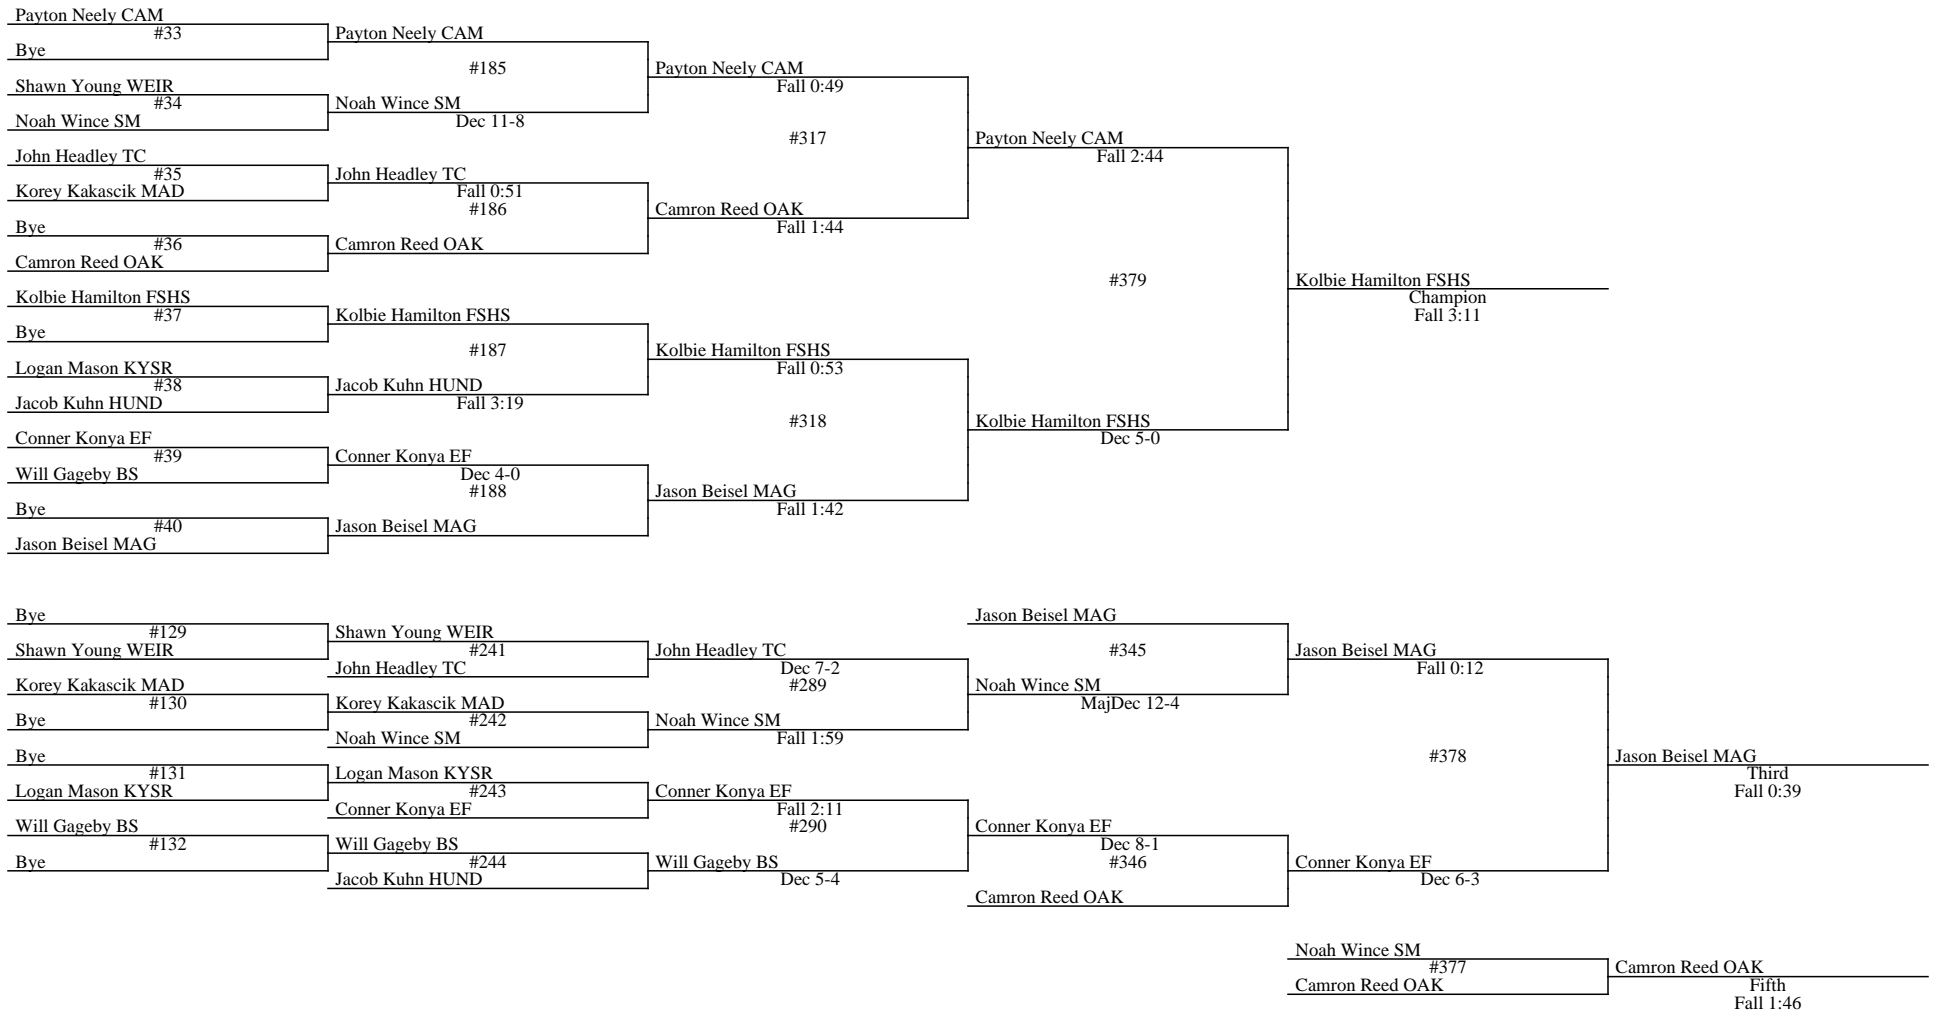 Payton Neely CAM
#33
Bye
Shawn Young WEIR
#34
Noah Wince SM
John Headley TC
#35
Korey Kakascik MAD
Bye
#36
Camron Reed OAK
Kolbie Hamilton FSHS
#37
Bye
Logan Mason KYSR
#38
Jacob Kuhn HUND
Conner Konya EF
#39
Will Gageby BS
Bye
#40
Jason Beisel MAG
Payton Neely CAM
#185
Noah Wince SM
Dec 11-8
John Headley TC
Fall 0:51
#186
Camron Reed OAK
Kolbie Hamilton FSHS
#187
Jacob Kuhn HUND
Fall 3:19
Conner Konya EF
Dec 4-0
#188
Jason Beisel MAG
Payton Neely CAM
Fall 0:49
#317
Camron Reed OAK
Fall 1:44
Kolbie Hamilton FSHS
Fall 0:53
#318
Jason Beisel MAG
Fall 1:42
Payton Neely CAM
Fall 2:44
#379
Kolbie Hamilton FSHS
Dec 5-0
Kolbie Hamilton FSHS
Champion
Fall 3:11
Bye
#129
Shawn Young WEIR
Korey Kakascik MAD
#130
Bye
Bye
#131
Logan Mason KYSR
Will Gageby BS
#132
Bye
Shawn Young WEIR
#241
John Headley TC
Korey Kakascik MAD
#242
Noah Wince SM
Logan Mason KYSR
#243
Conner Konya EF
Will Gageby BS
#244
Jacob Kuhn HUND
John Headley TC
Dec 7-2
#289
Noah Wince SM
Fall 1:59
Conner Konya EF
Fall 2:11
#290
Will Gageby BS
Dec 5-4
Jason Beisel MAG
#345
Noah Wince SM
MajDec 12-4
Conner Konya EF
Dec 8-1
#346
Camron Reed OAK
Jason Beisel MAG
Fall 0:12
#378
Conner Konya EF
Dec 6-3
Jason Beisel MAG
Third
Fall 0:39
Noah Wince SM
#377
Camron Reed OAK
Camron Reed OAK
Fifth
Fall 1:46